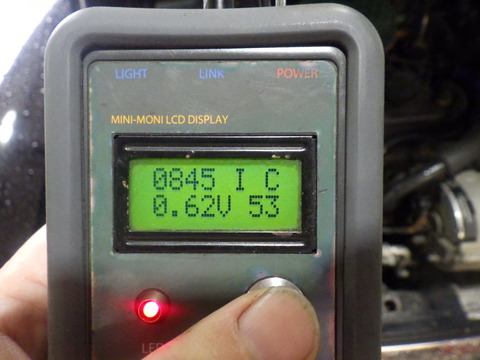 LIGHT LINK POWER
MINI-MONI LCD DISPLAY
0845 I C
0.62V 53